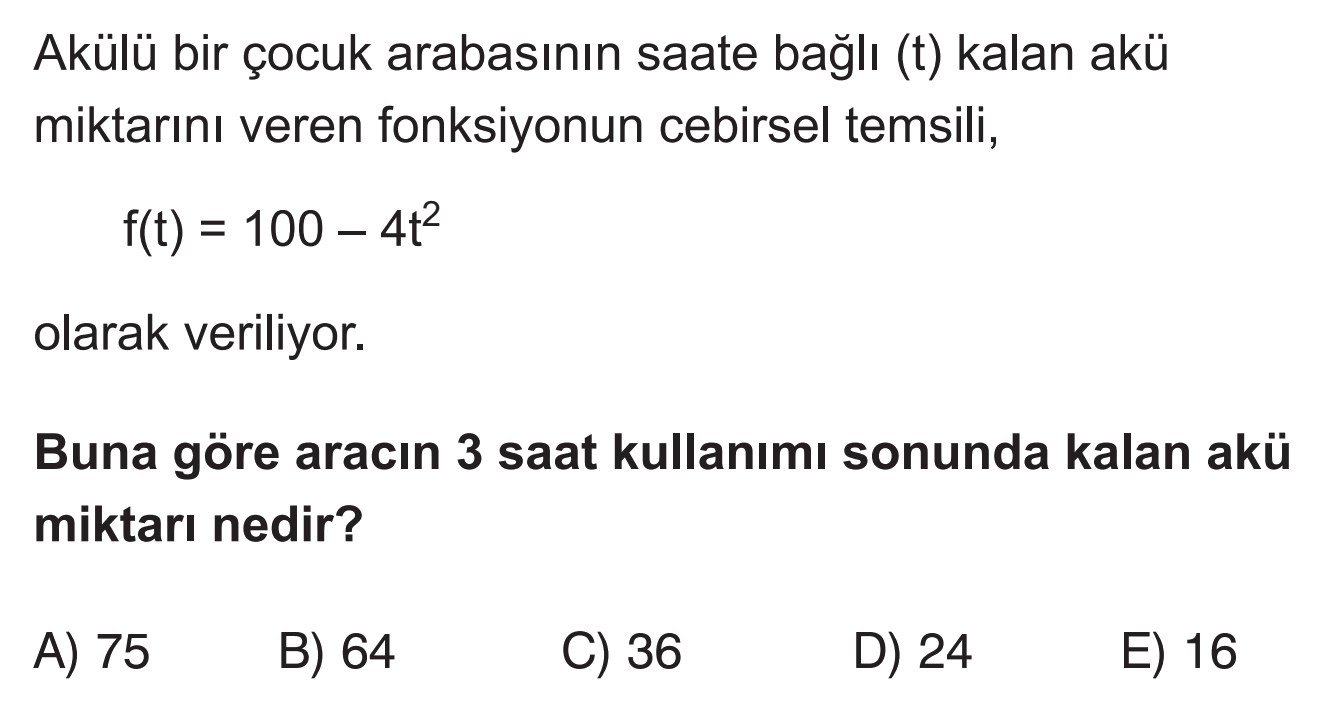 Akülü bir çocuk arabasının saate bağlı (t) kalan akü
miktarını veren fonksiyonun cebirsel temsili,
f(t) = 100 – 4t²
olarak veriliyor.
Buna göre aracın 3 saat kullanımı sonunda kalan akü
miktarı nedir?
A) 75 B) 64 C) 36 D) 24 E) 16